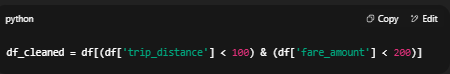 python
Copy
Edit
df_cleaned = df[(df['trip_distance'] < 100) & (df['fare_amount'] < 200)]